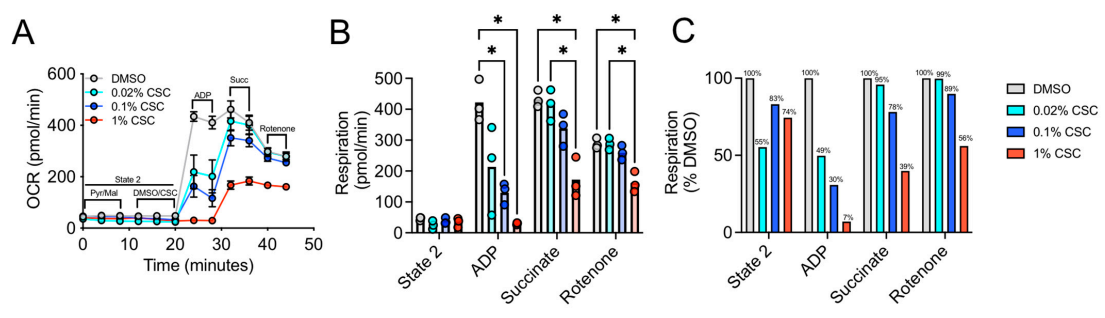 A
OCR (pmol/min)
600
400
200
0
0
10
20
30
40
50
Time (minutes)
DMSO
0.02% CSC
0.1% CSC
1% CSC
State 2
Pyr/Mal
DMSO/CSC
ADP
Succ
Rotenone
B
Respiration
(pmol/min)
500
400
300
200
100
0
* * *
* * *
State 2
ADP
Succinate
Rotenone
C
Respiration
(% DMSO)
100
50
0
100% 55% 83% 74%
100% 49% 30% 7%
100% 95% 78% 39%
100% 99% 89% 56%
State 2
ADP
Succinate
Rotenone
DMSO
0.02% CSC
0.1% CSC
1% CSC